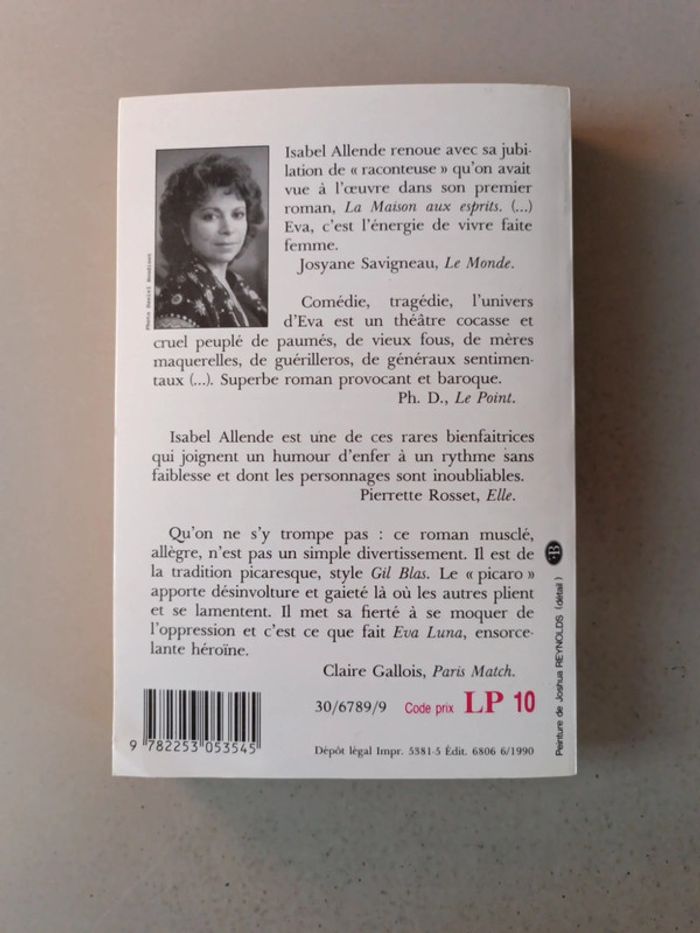 Isabel Allende renoue avec sa jubi-
lation de « raconteuse » qu'on avait
vue à l'œuvre dans son premier
roman, La Maison aux esprits. (...)
Eva, c'est l'énergie de vivre faite
femme.
Josyane Savigneau, Le Monde.
Comédie, tragédie, l'univers
d'Eva est un théâtre cocasse et
cruel peuplé de paumés, de vieux fous, de mères
maquerelles, de guérilleros, de généraux sentimen-
taux (...). Superbe roman provocant et baroque.
Ph. D., Le Point.
Isabel Allende est une de ces rares bienfaitrices
qui joignent un humour d'enfer à un rythme sans
faiblesse et dont les personnages sont inoubliables.
Pierrette Rosset, Elle.
Qu'on ne s'y trompe pas : ce roman musclé,
allègre, n'est pas un simple divertissement. Il est de
la tradition picaresque, style Gil Blas. Le « picaro »
apporte désinvolture et gaieté là où les autres plient
et se lamentent. Il met sa fierté à se moquer de
l'oppression et c'est ce que fait Eva Luna, ensorce-
lante héroïne.
Claire Gallois, Paris Match.
30/6789/9 Code prix LP 10
9 782253 053545
Dépôt légal Impr. 5381-5 Édit. 6806 6/1990
Photo Daniel
Peinture de Joshua REYNOLDS (détail)